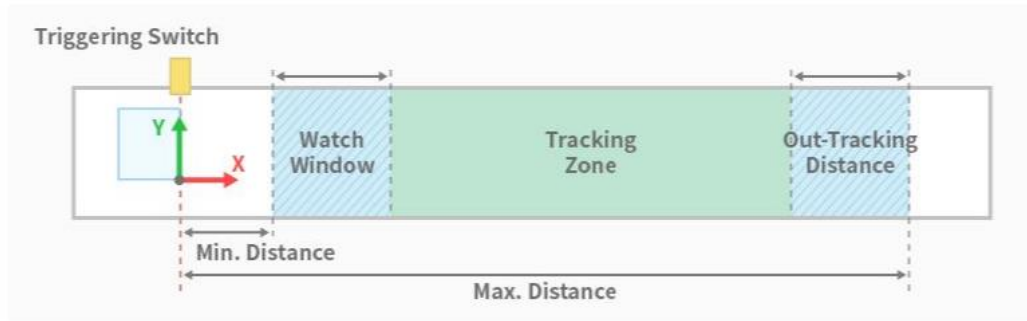 Triggering Switch
Y
X
Watch
Window
Tracking
Zone
Out-Tracking
Distance
Min. Distance
Max. Distance